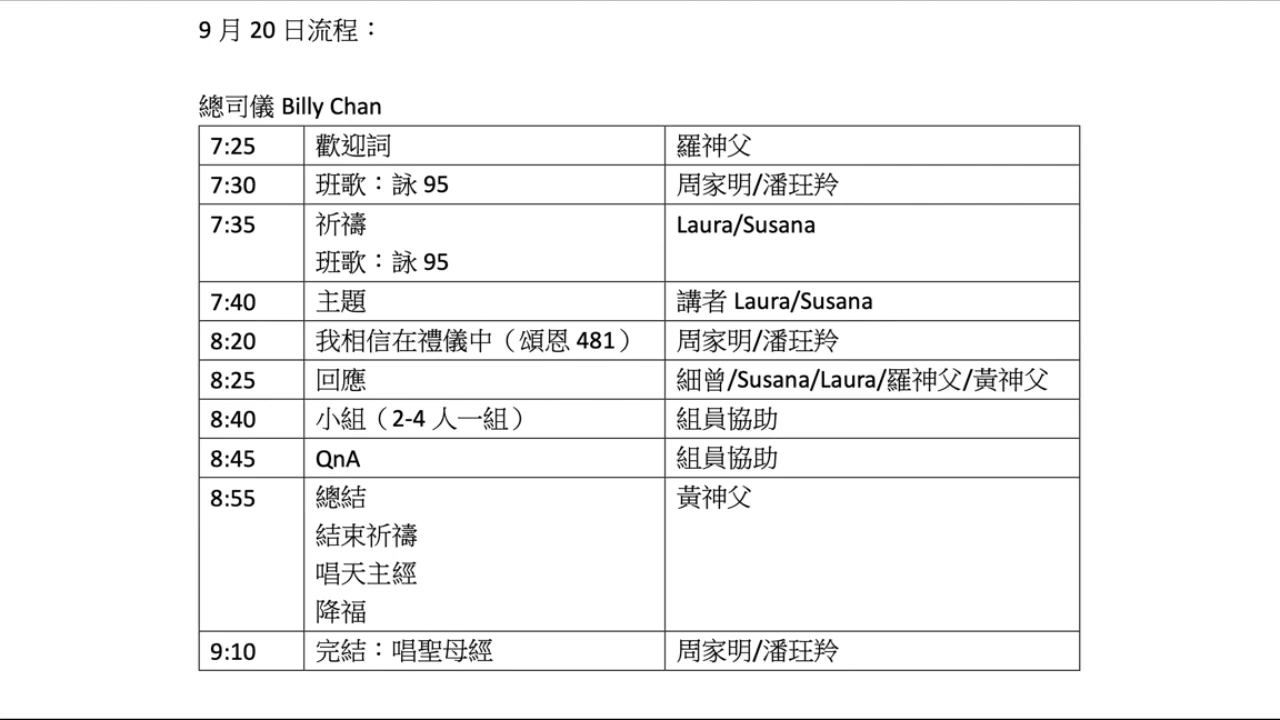 9 月 20 日流程：
總司儀 Billy Chan
7:25 歡迎詞 羅神父
7:30 班歌：詠 95 周家明/潘玨羚
7:35 祈禱 Laura/Susana
班歌：詠 95
7:40 主題 講者 Laura/Susana
8:20 我相信在禮儀中（頌恩 481） 周家明/潘玨羚
8:25 回應 細曾/Susana/Laura/羅神父/黃神父
8:40 小組（2-4 人一組） 組員協助
8:45 QnA 組員協助
8:55 總結 黃神父
結束祈禱
唱天主經
降福
9:10 完結：唱聖母經 周家明/潘玨羚